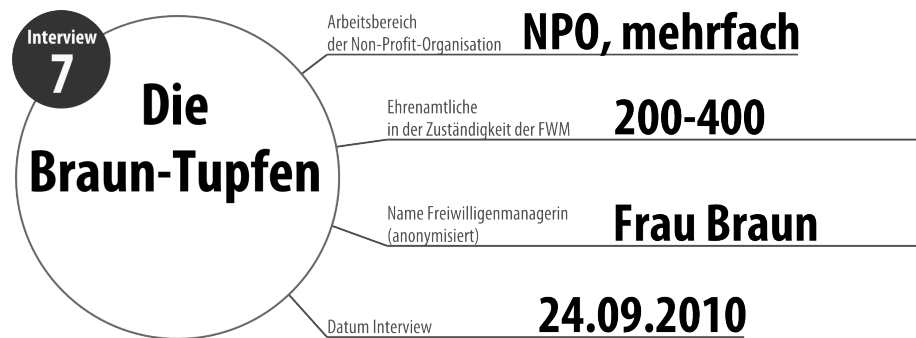 Interview
7
Die
Braun-Tupfen
Arbeitsbereich
der Non-Profit-Organisation NPO, mehrfach
Ehrenamtliche
in der Zuständigkeit der FWM 200-400
Name Freiwilligenmanagerin
(anonymisiert) Frau Braun
Datum Interview 24.09.2010